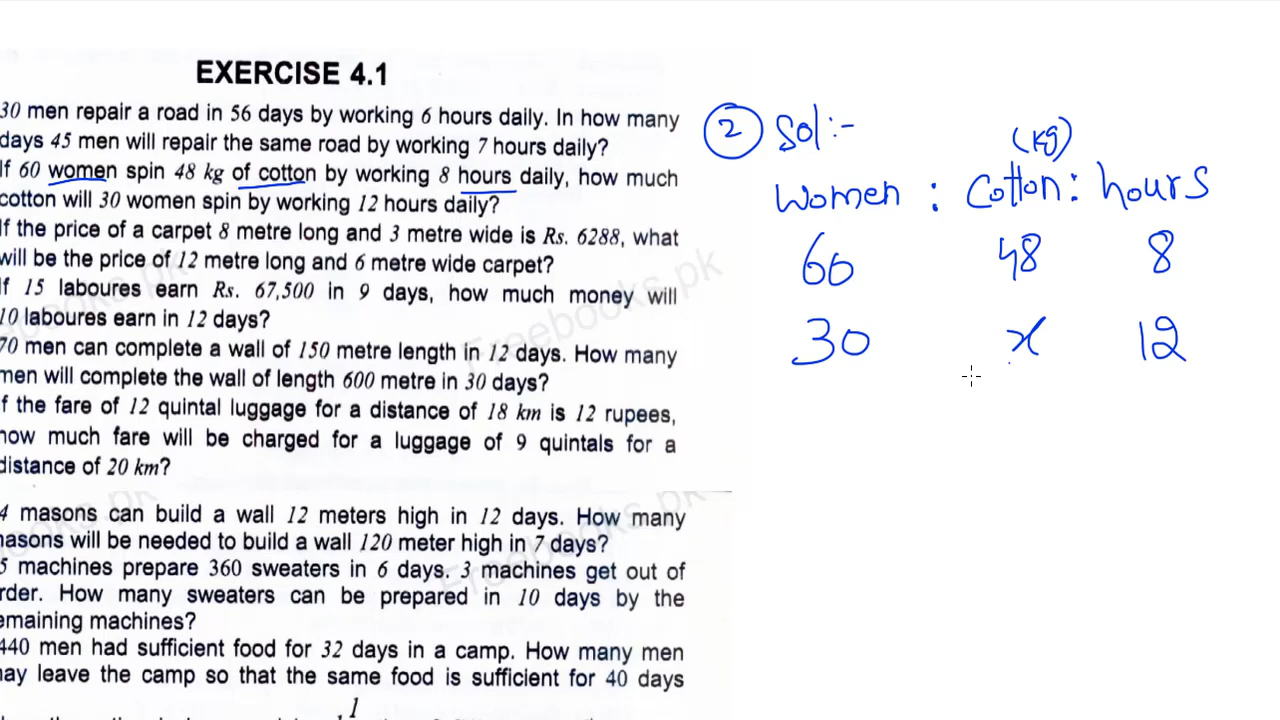 EXERCISE 4.1
30 men repair a road in 56 days by working 6 hours daily. In how many
days 45 men will repair the same road by working 7 hours daily?
If 60 women spin 48 kg of cotton by working 8 hours daily, how much
cotton will 30 women spin by working 12 hours daily?
If the price of a carpet 8 metre long and 3 metre wide is Rs. 6288, what
will be the price of 12 metre long and 6 metre wide carpet?
If 15 laboures earn Rs. 67,500 in 9 days, how much money will
10 laboures earn in 12 days?
70 men can complete a wall of 150 metre length in 12 days. How many
men will complete the wall of length 600 metre in 30 days?
f the fare of 12 quintal luggage for a distance of 18 km is 12 rupees,
how much fare will be charged for a luggage of 9 quintals for a
distance of 20 km?
4 masons can build a wall 12 meters high in 12 days. How many
masons will be needed to build a wall 120 meter high in 7 days?
5 machines prepare 360 sweaters in 6 days. 3 machines get out of
rder. How many sweaters can be prepared in 10 days by the
emaining machines?
440 men had sufficient food for 32 days in a camp. How many men
may leave the camp so that the same food is sufficient for 40 days
1
2 Sol:-
(kg)
Women : Cotton : hours
60 48 8
30 x 12
Freebooks.pk
Freebooks.pk